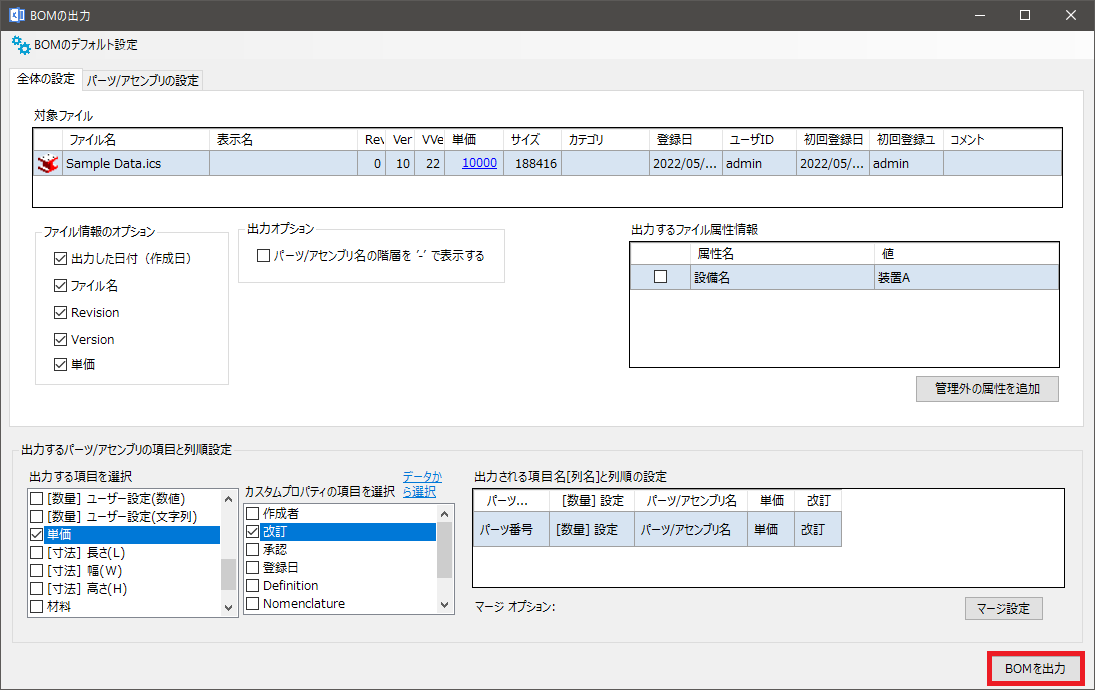 BOMの出力
BOMのデフォルト設定
全体の設定 パーツ/アセンブリの設定
対象ファイル
ファイル名 表示名 Rev Ver VVe 単価 サイズ カテゴリ 登録日 ユーザID 初回登録日 初回登録ユ コメント
Sample Data.ics 0 10 22 10000 188416 2022/05/... admin 2022/05/... admin
ファイル情報のオプション
出力した日付（作成日）
ファイル名
Revision
Version
単価
出力オプション
パーツ/アセンブリ名の階層を '-' で表示する
出力するファイル属性情報
属性名 値
設備名 装置A
管理外の属性を追加
出力するパーツ/アセンブリの項目と列順設定
出力する項目を選択
[数量] ユーザー設定(数値)
[数量] ユーザー設定(文字列)
単価
[寸法] 長さ(L)
[寸法] 幅(W)
[寸法] 高さ(H)
材料
カスタムプロパティの項目を選択
データか
ら選択
作成者
改訂
承認
登録日
Definition
Nomenclature
出力される項目名[列名]と列順の設定
パーツ... [数量] 設定 パーツ/アセンブリ名 単価 改訂
パーツ番号 [数量] 設定 パーツ/アセンブリ名 単価 改訂
マージ オプション:
マージ設定
BOMを出力